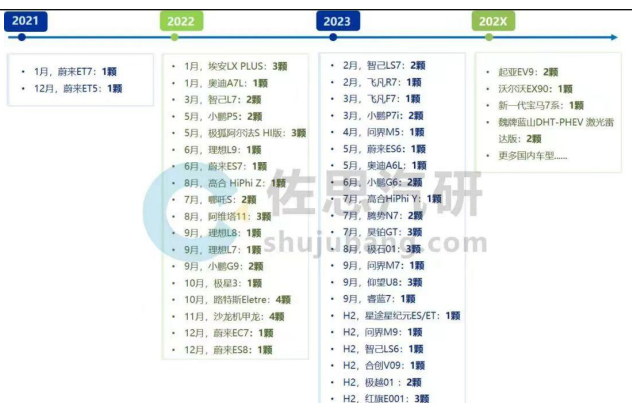 2021
2022
2023
202X
1月，蔚来ET7：1颗
12月，蔚来ET5：1颗
1月，埃安LX PLUS：3颗
1月，奥迪A7L：1颗
3月，智己L7：2颗
5月，小鹏P5：2颗
5月，极狐阿尔法S HI版：3颗
6月，理想L9：1颗
6月，蔚来ES7：1颗
8月，高合 HiPhi Z：1颗
7月，哪吒S：2颗
8月，阿维塔11：3颗
9月，理想L8：1颗
9月，理想L7：1颗
9月，小鹏G9：2颗
10月，极星3：1颗
10月，路特斯Eletre：4颗
11月，沙龙机甲龙：4颗
12月，蔚来EC7：1颗
12月，蔚来ES8：1颗
2月，智己LS7：2颗
2月，飞凡R7：1颗
3月，飞凡F7：1颗
3月，小鹏P7i：2颗
4月，问界M5：1颗
5月，蔚来ES6：1颗
5月，奥迪A6L：1颗
6月，小鹏G6：2颗
7月，高合HiPhi Y：1颗
7月，腾势N7：2颗
7月，昊铂GT：3颗
8月，极石01：3颗
9月，问界M7：1颗
9月，仰望U8：3颗
9月，睿蓝7：1颗
H2，星途星纪元ES/ET：1颗
H2，问界M9：1颗
H2，智己LS6：1颗
H2，合创V09：1颗
H2，极越01：2颗
H2，红旗E001：3颗
起亚EV9：2颗
沃尔沃EX90：1颗
新一代宝马7系：1颗
魏牌蓝山DHT-PHEV 激光雷
达版：2颗
更多国内车型......
佐思汽研
shujubang.com